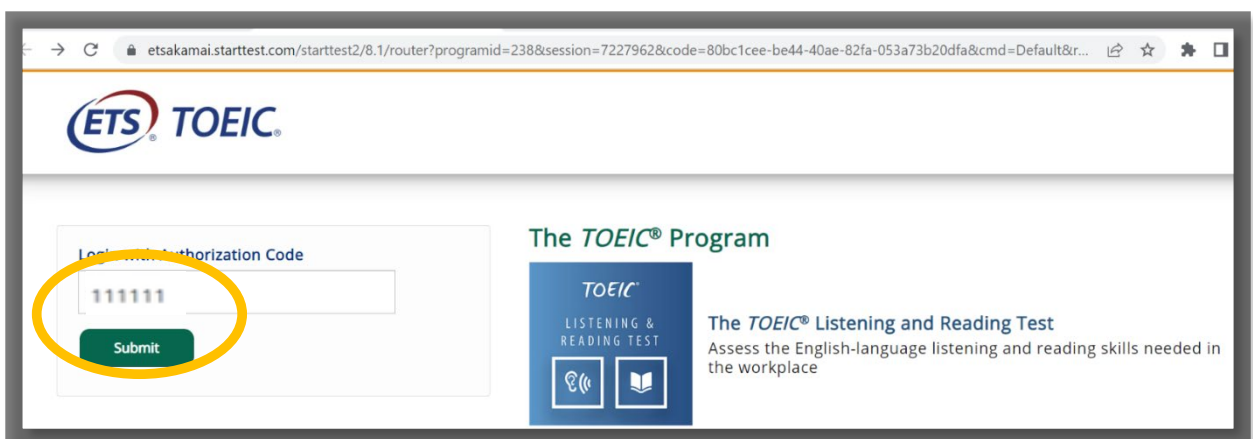 etsakamai.starttest.com/starttest2/8.1/router?programid=238&session=7227962&code=80bc1cee-be44-40ae-82fa-053a73b20dfa&cmd=Default&r...
ETS® TOEIC®
Login with Authorization Code
111111
Submit
The TOEIC® Program
TOEIC®
LISTENING &
READING TEST
The TOEIC® Listening and Reading Test
Assess the English-language listening and reading skills needed in
the workplace